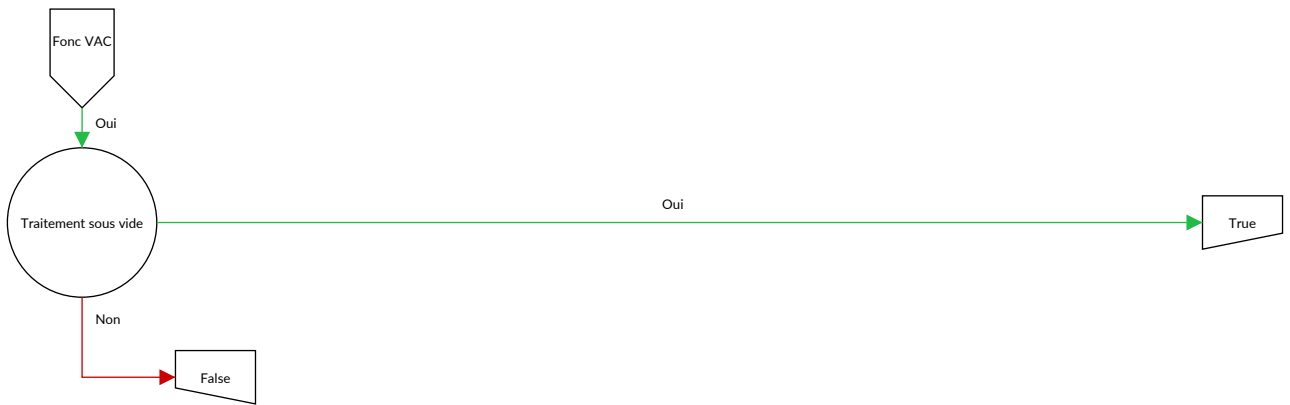 Fonc VAC
Oui
Oui
Traitement sous vide
True
Non
False